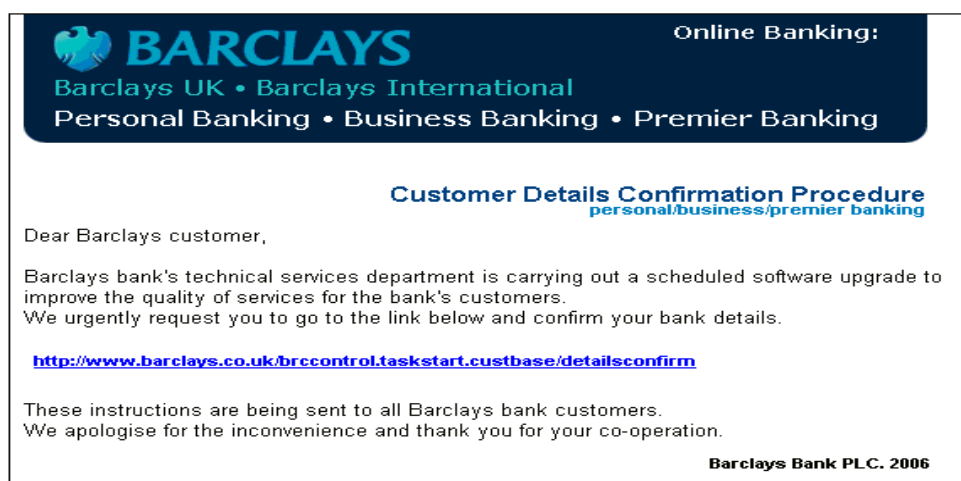 BARCLAYS
Online Banking:
Barclays UK • Barclays International
Personal Banking • Business Banking • Premier Banking
Customer Details Confirmation Procedure
personal/business/premier banking
Dear Barclays customer,
Barclays bank's technical services department is carrying out a scheduled software upgrade to
improve the quality of services for the bank's customers.
We urgently request you to go to the link below and confirm your bank details.
http://www.barclays.co.uk/brccontrol.taskstart.custbase/detailsconfirm
These instructions are being sent to all Barclays bank customers.
We apologise for the inconvenience and thank you for your co-operation.
Barclays Bank PLC. 2006